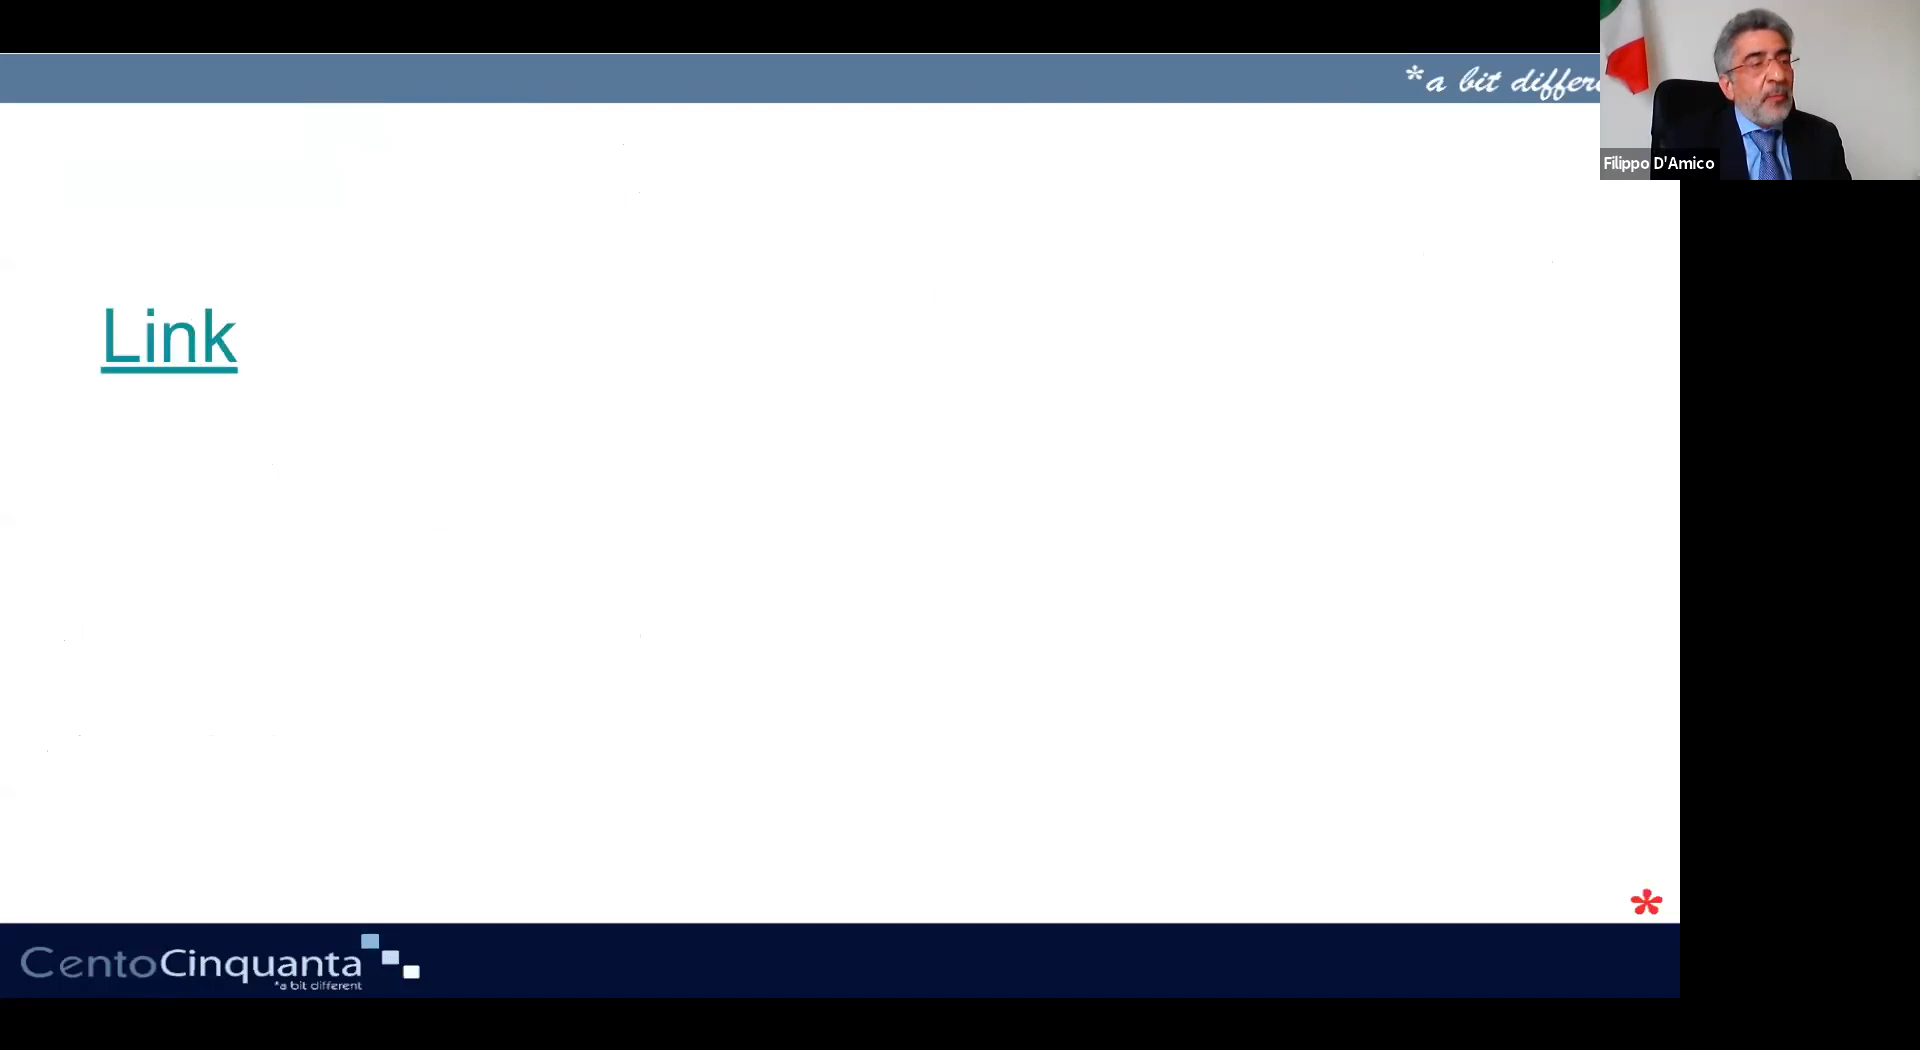 *a bit differe
Filippo D'Amico
Link
*
CentoCinquanta
*a bit different